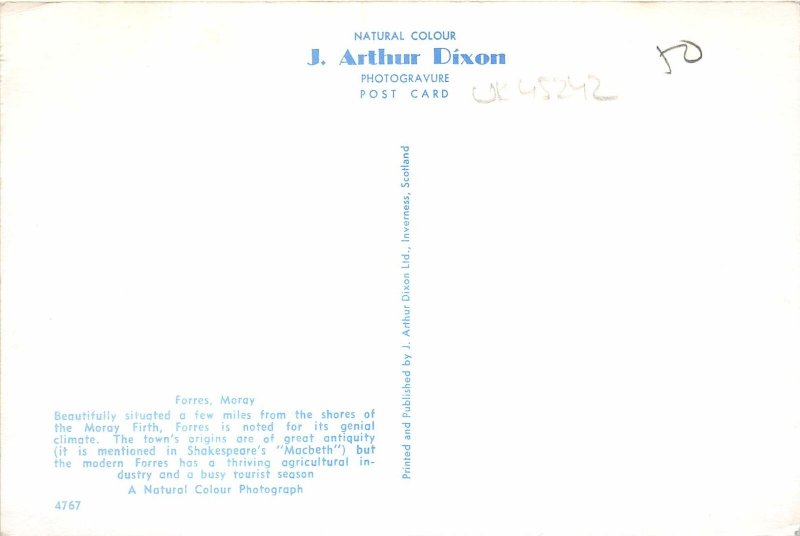 NATURAL COLOUR
J. Arthur Dixon
PHOTOGRAVURE
POST CARD
50
UK45242
Printed and Published by J. Arthur Dixon Ltd., Inverness, Scotland
Forres, Moray
Beautifully situated a few miles from the shores of
the Moray Firth, Forres is noted for its genial
climate. The town's origins are of great antiquity
(it is mentioned in Shakespeare's "Macbeth") but
the modern Forres has a thriving agricultural in-
dustry and a busy tourist season
A Natural Colour Photograph
4767